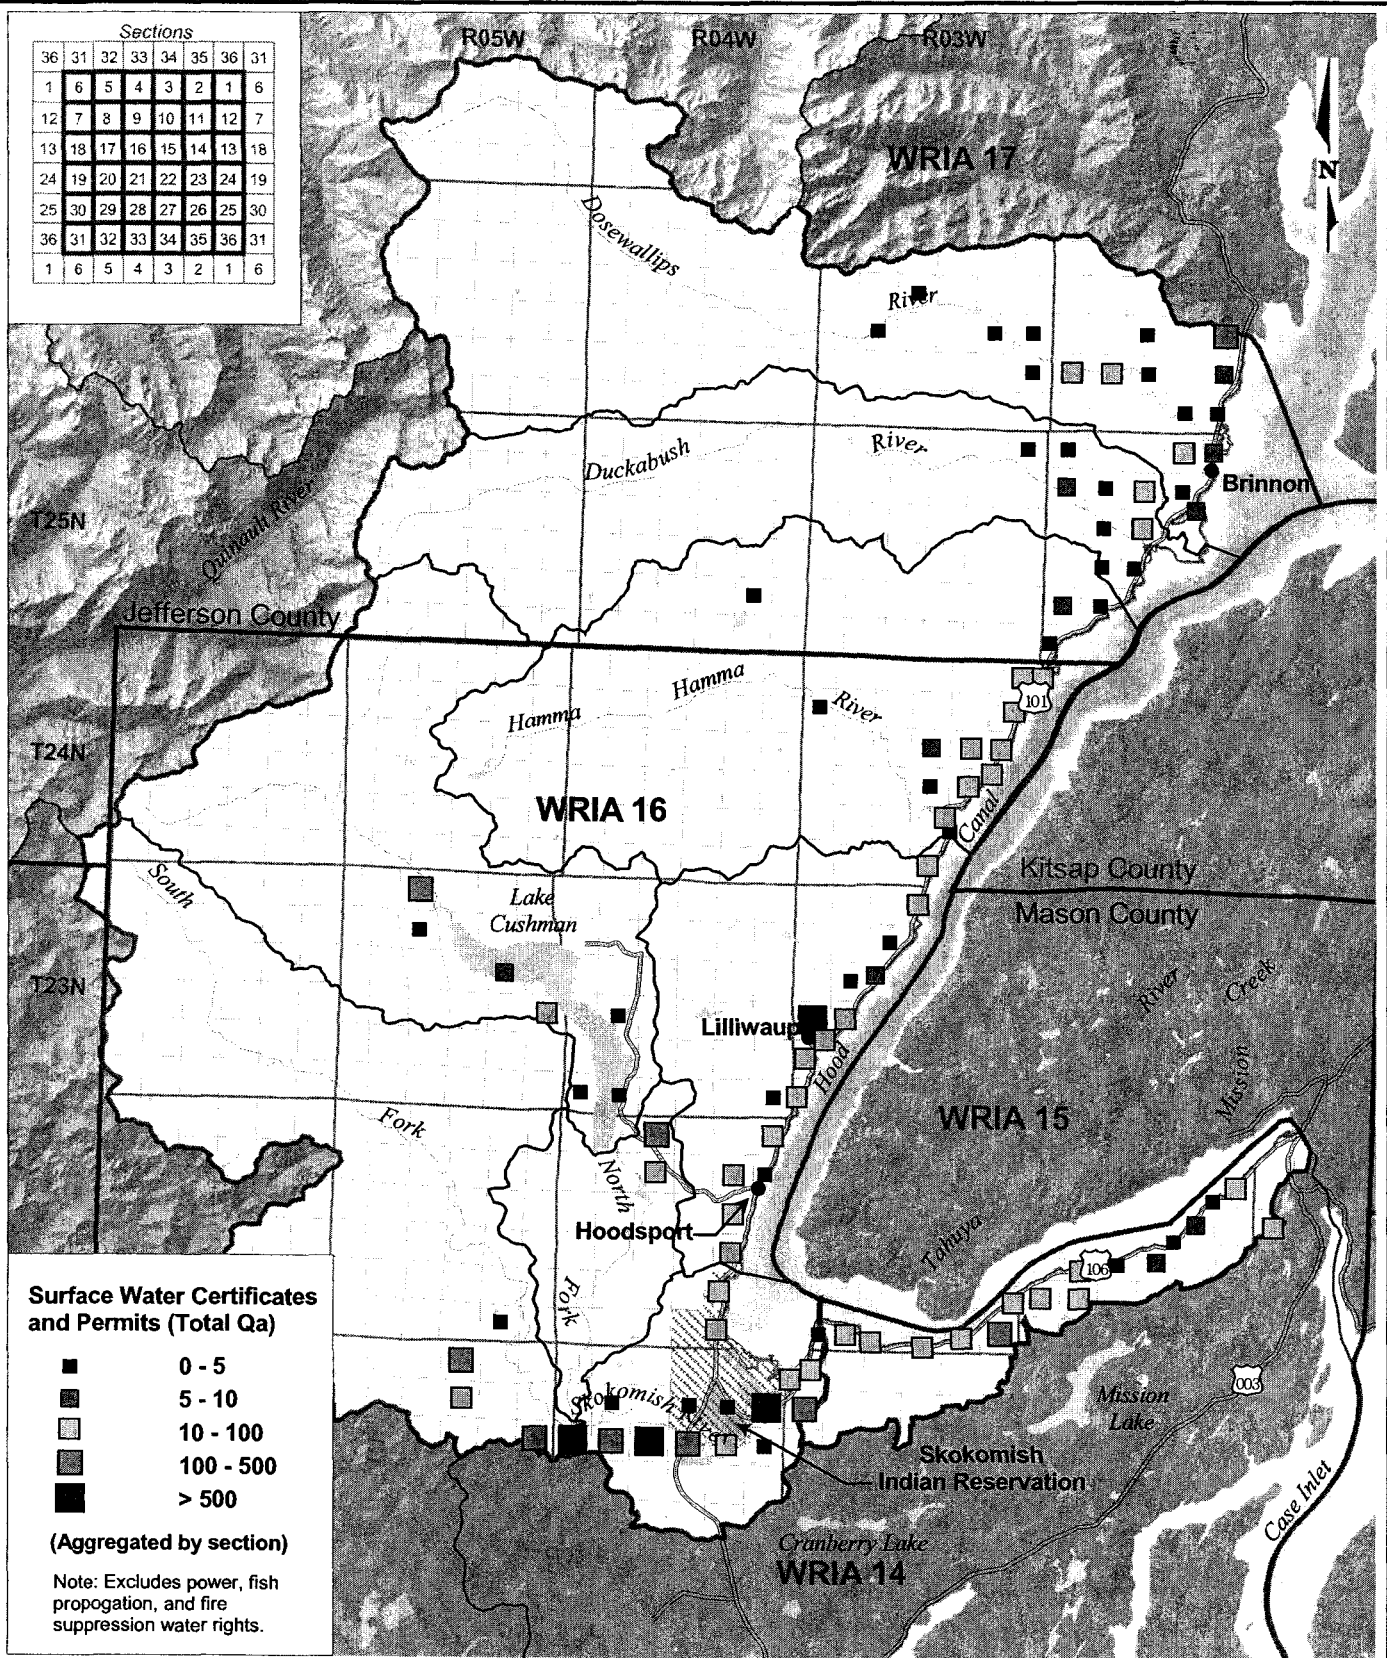 Sections
36 31 32 33 34 35 36 31
1 6 5 4 3 2 1 6
12 7 8 9 10 11 12 7
13 18 17 16 15 14 13 18
24 19 20 21 22 23 24 19
25 30 29 28 27 26 25 30
36 31 32 33 34 35 36 31
1 6 5 4 3 2 1 6
R05W
R04W
R03W
WRIA 17
N
Dosewallips
River
Duckabush
River
Brinnon
T25N
Quinault River
Jefferson County
Hamma
Hamma
River
101
T24N
WRIA 16
Canal
Kitsap County
Mason County
South
Lake
Cushman
T23N
River
Creek
Lilliwaup
Hood
Mission
WRIA 15
Fork
North
Hoodsport
Tahuya
106
Fork
Surface Water Certificates
and Permits (Total Qa)
0 - 5
5 - 10
10 - 100
100 - 500
> 500
(Aggregated by section)
Note: Excludes power, fish
propogation, and fire
suppression water rights.
Skokomish River
003
Mission
Lake
Skokomish
Indian Reservation
Case Inlet
Cranberry Lake
WRIA 14